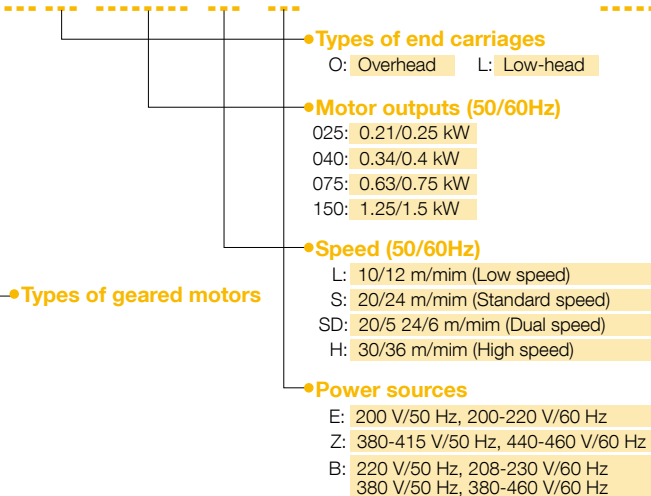 Types of end carriages
O: Overhead L: Low-head
Motor outputs (50/60Hz)
025: 0.21/0.25 kW
040: 0.34/0.4 kW
075: 0.63/0.75 kW
150: 1.25/1.5 kW
Speed (50/60Hz)
L: 10/12 m/mim (Low speed)
Types of geared motors
S: 20/24 m/mim (Standard speed)
SD: 20/5 24/6 m/mim (Dual speed)
H: 30/36 m/mim (High speed)
Power sources
E: 200 V/50 Hz, 200-220 V/60 Hz
Z: 380-415 V/50 Hz, 440-460 V/60 Hz
B: 220 V/50 Hz, 208-230 V/60 Hz
380 V/50 Hz, 380-460 V/60 Hz